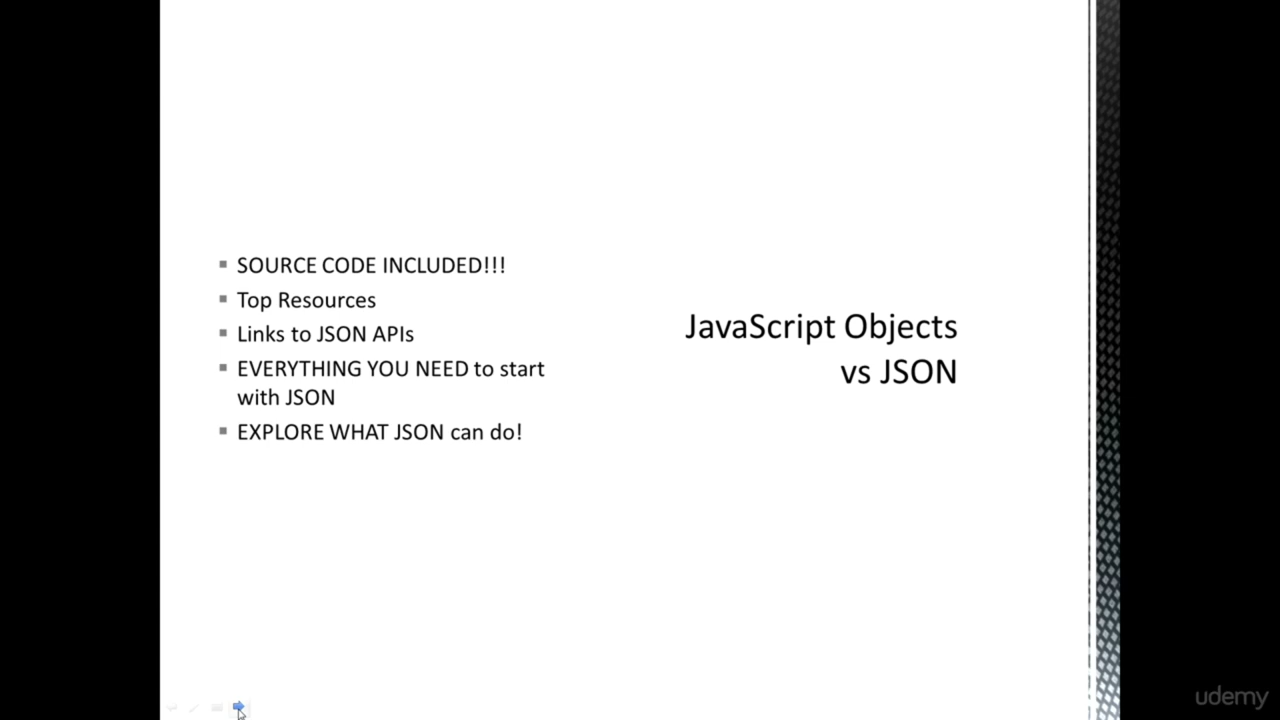 SOURCE CODE INCLUDED!!!
Top Resources
Links to JSON APIs
EVERYTHING YOU NEED to start
with JSON
EXPLORE WHAT JSON can do!
JavaScript Objects
vs JSON
udemy